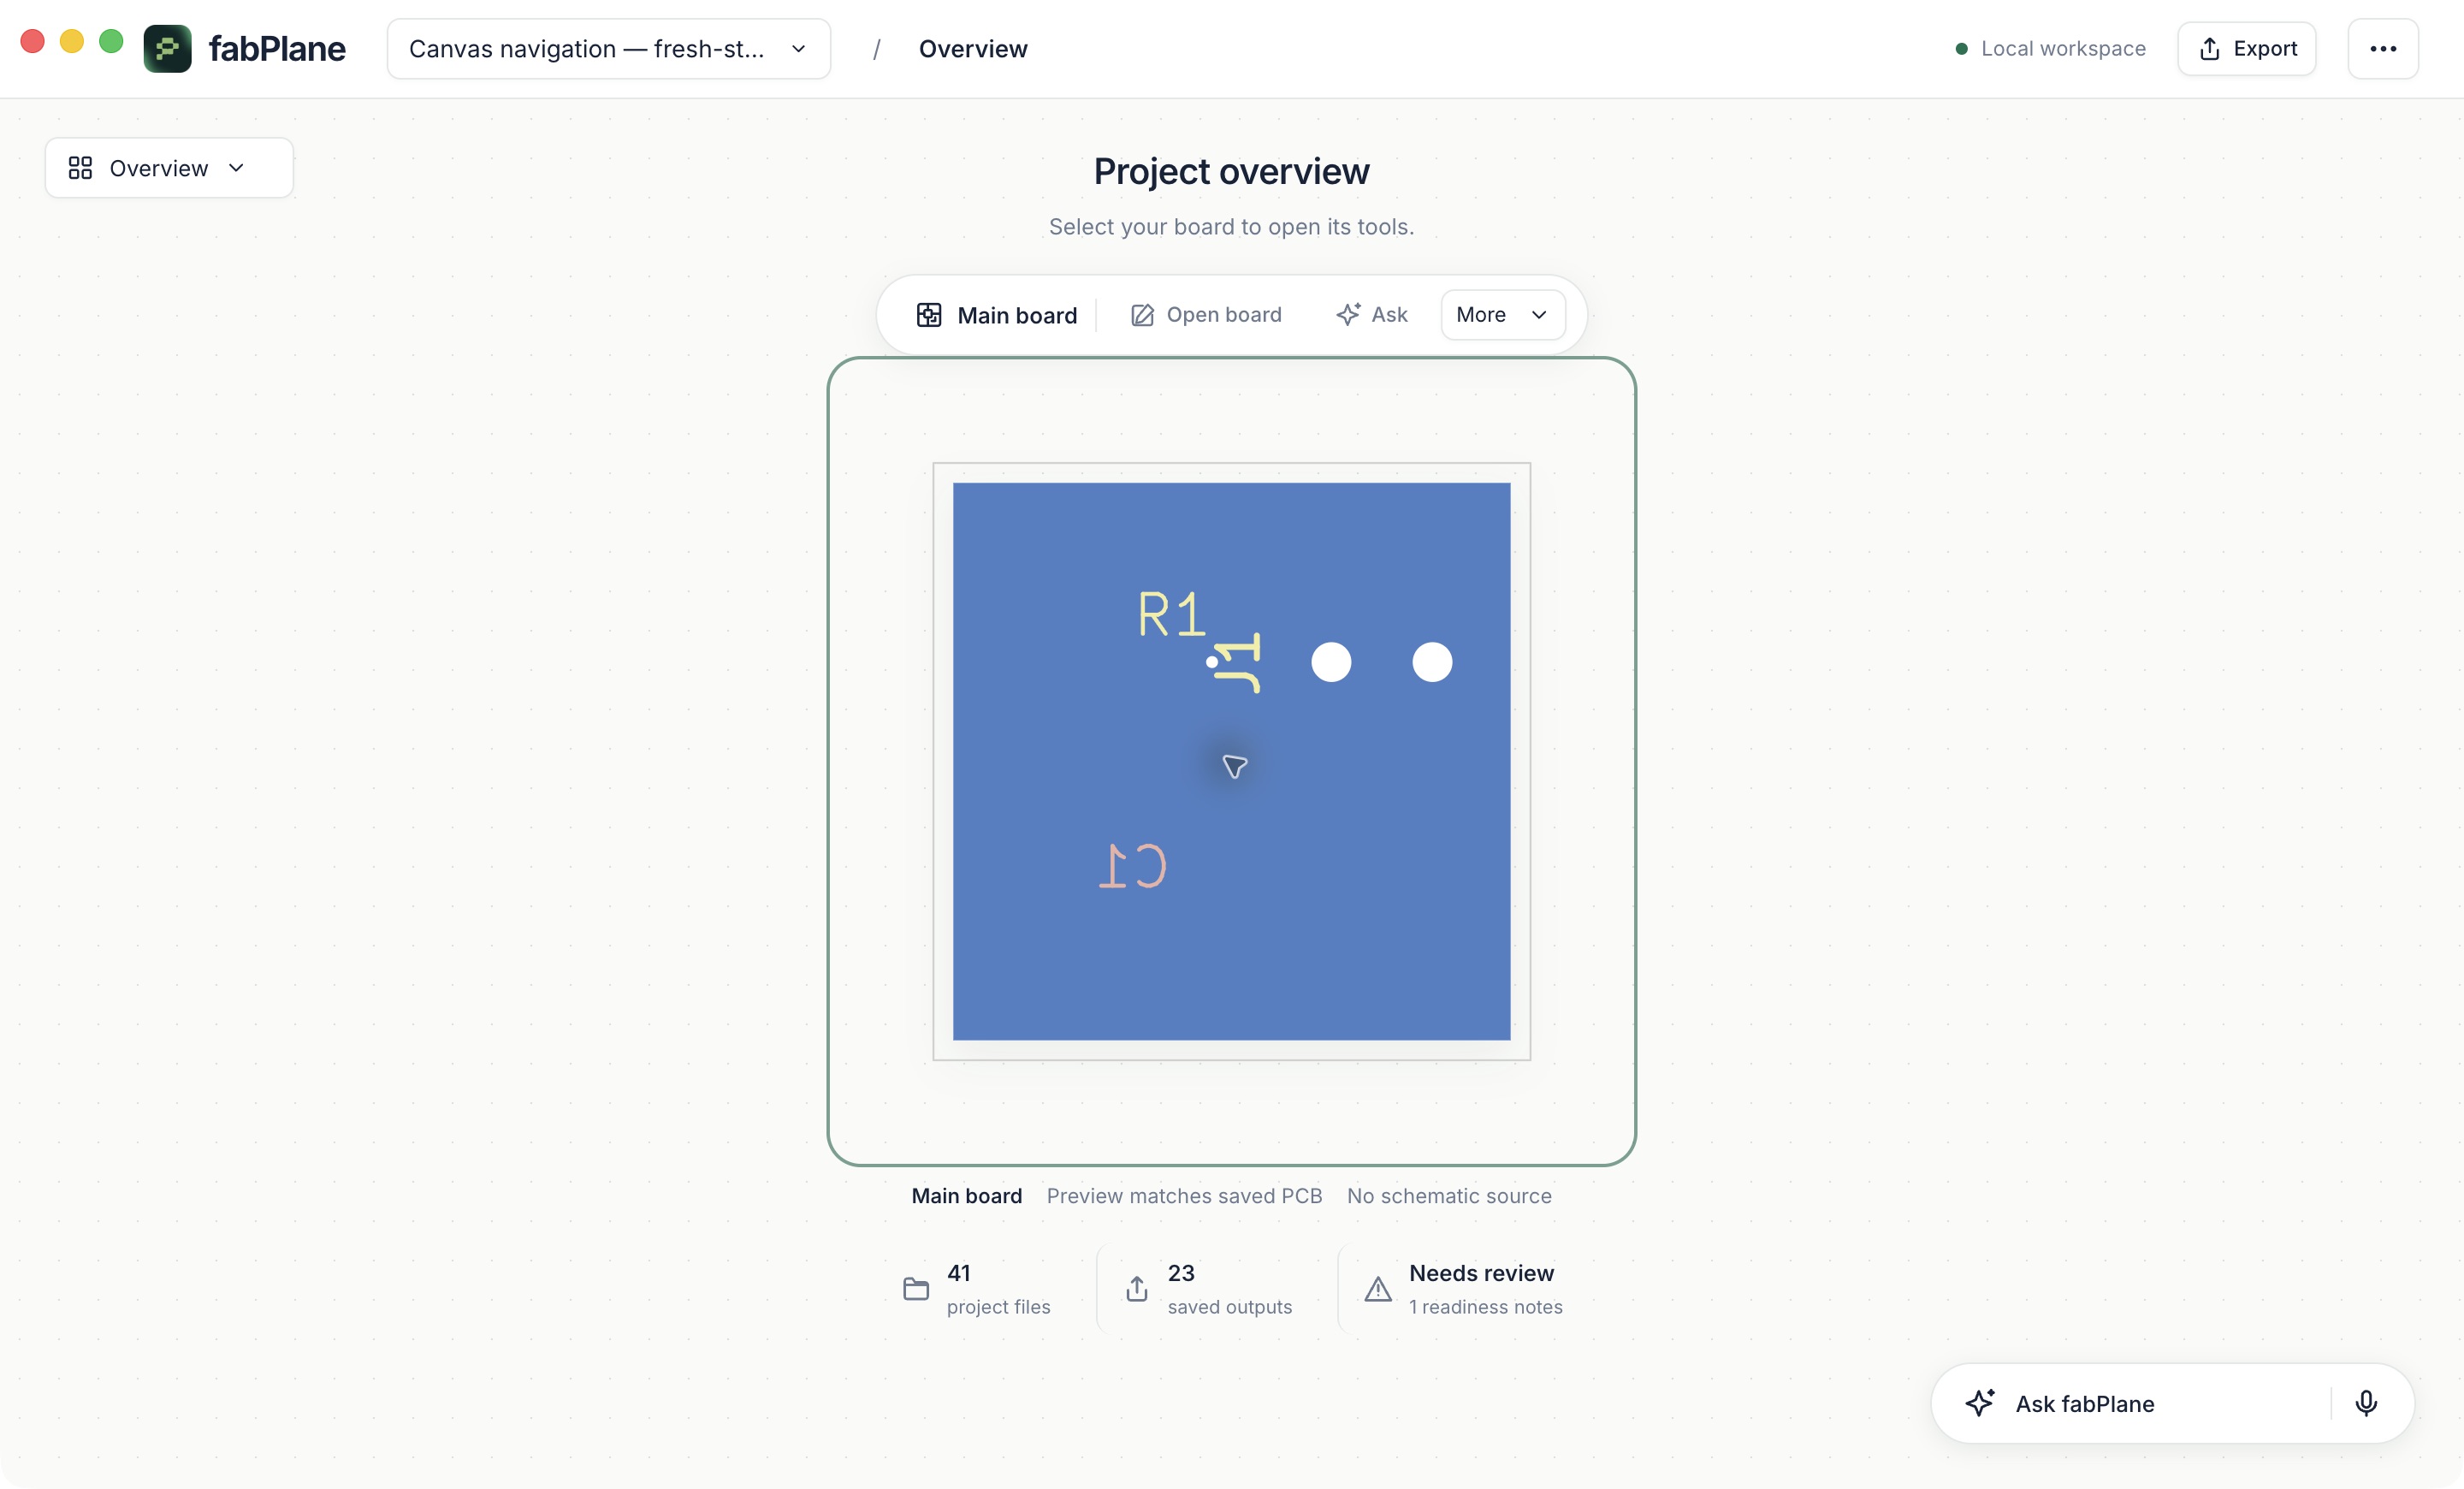 fabPlane
Canvas navigation — fresh-st...
/
Overview
Local workspace
Export
Overview
Project overview
Select your board to open its tools.
Main board
Open board
Ask
More
R1
J1
C1
Main board Preview matches saved PCB No schematic source
41
project files
23
saved outputs
Needs review
1 readiness notes
Ask fabPlane